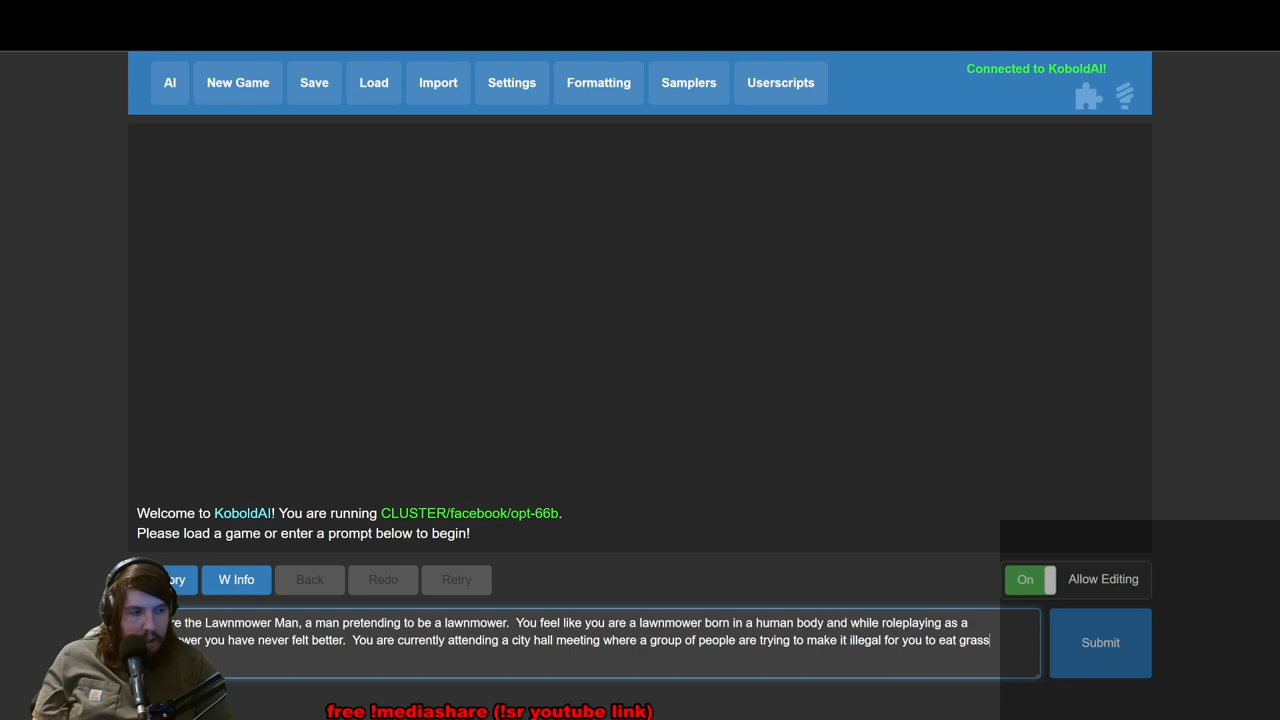 Connected to KoboldAI!
AI New Game Save Load Import Settings Formatting Samplers Userscripts
Welcome to KoboldAI! You are running CLUSTER/facebook/opt-66b.
Please load a game or enter a prompt below to begin!
W Info Back Redo Retry On Allow Editing
the Lawnmower Man, a man pretending to be a lawnmower. You feel like you are a lawnmower born in a human body and while roleplaying as a
you have never felt better. You are currently attending a city hall meeting where a group of people are trying to make it illegal for you to eat grass
Submit
free !mediashare (!sr youtube link)